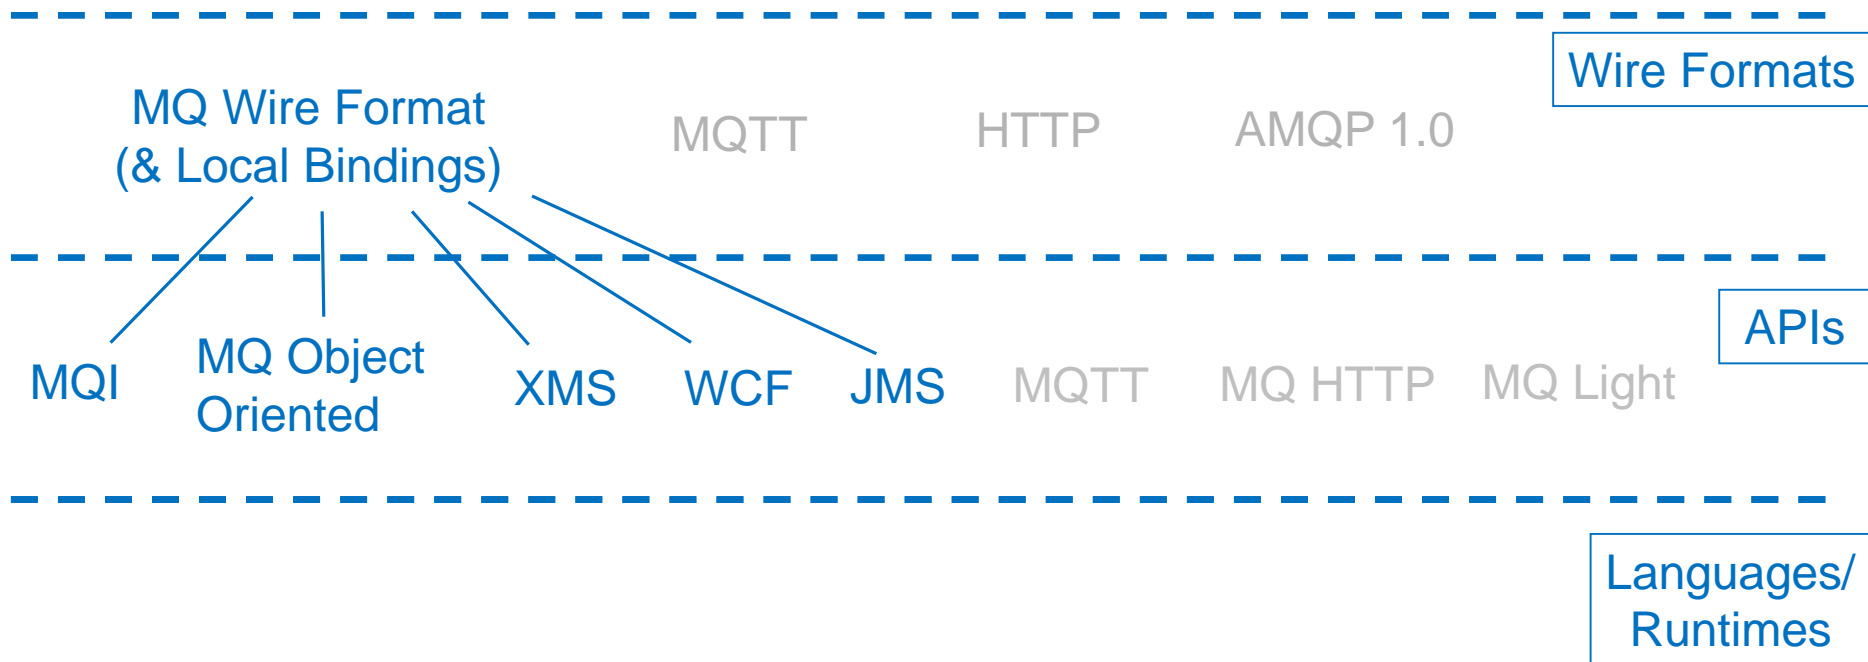 Wire Formats
MQ Wire Format
(& Local Bindings)
MQTT
HTTP
AMQP 1.0
APIs
MQI
MQ Object
Oriented
XMS
WCF
JMS
MQTT
MQ HTTP
MQ Light
Languages/
Runtimes